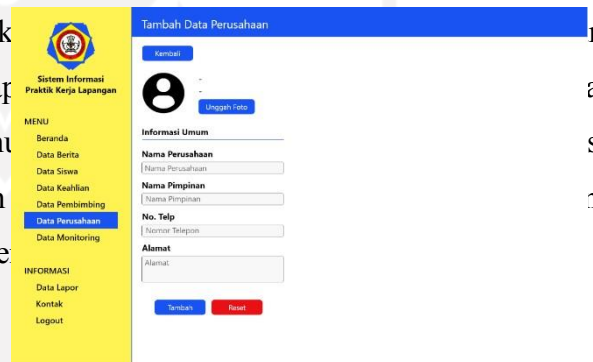 Tambah Data Perusahaan
Kembali
-
-
Unggah Foto
Sistem Informasi
Praktik Kerja Lapangan
MENU
Beranda
Data Berita
Data Siswa
Data Keahlian
Data Pembimbing
Data Perusahaan
Data Monitoring
INFORMASI
Data Lapor
Kontak
Logout
Informasi Umum
Nama Perusahaan
Nama Perusahaan
Nama Pimpinan
Nama Pimpinan
No. Telp
Nomor Telepon
Alamat
Alamat
Tambah
Reset